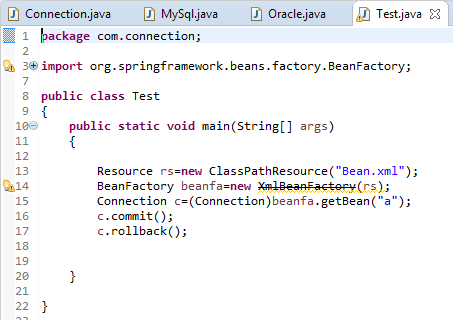 Connection.java MySql.java Oracle.java Test.java
1 package com.connection;
2
3 import org.springframework.beans.factory.BeanFactory;
7
8 public class Test
9 {
10 public static void main(String[] args)
11 {
12
13 Resource rs=new ClassPathResource("Bean.xml");
14 BeanFactory beanfa=new XmlBeanFactory(rs);
15 Connection c=(Connection)beanfa.getBean("a");
16 c.commit();
17 c.rollback();
18
19
20 }
21
22 }